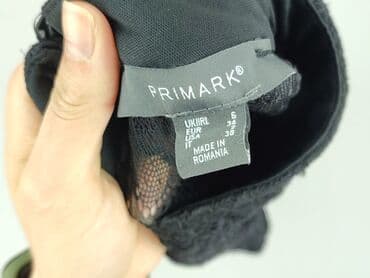 PRIMARK®
UK/IRL 6
EUR 34
USA 2
IT 38
MADE IN
ROMANIA